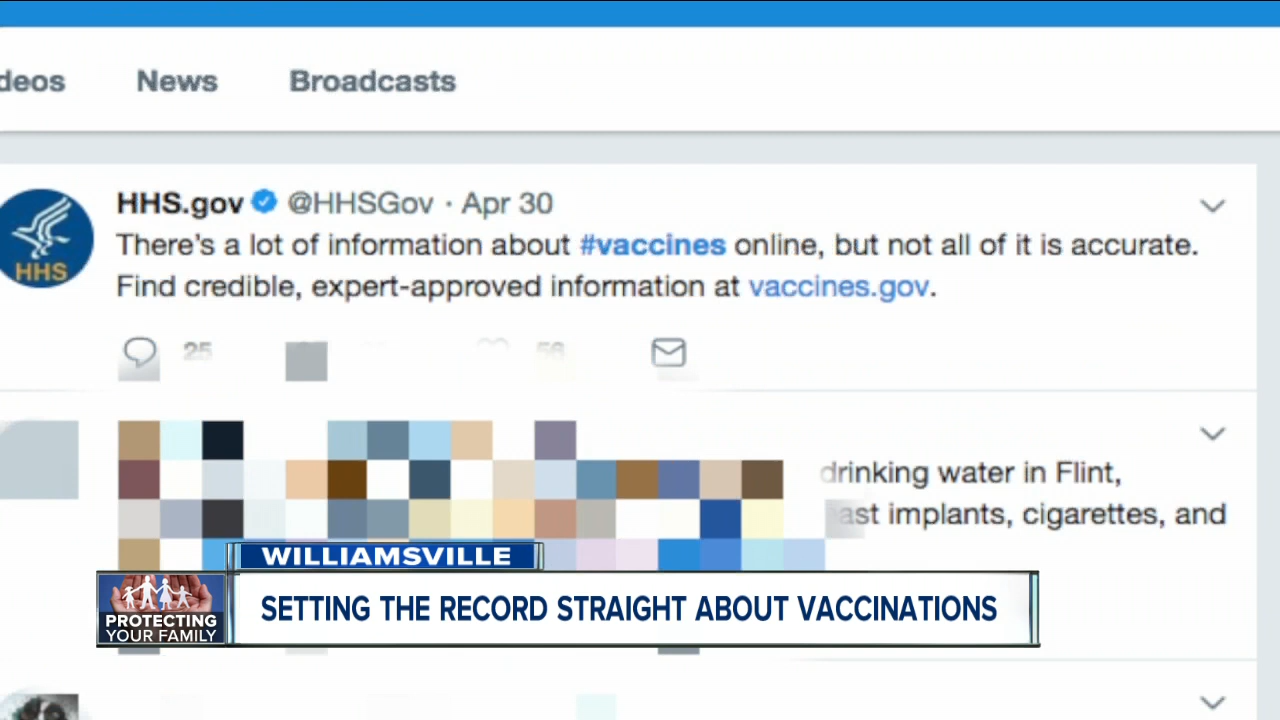 deos News Broadcasts
HHS.gov @HHSGov · Apr 30
There's a lot of information about #vaccines online, but not all of it is accurate.
Find credible, expert-approved information at vaccines.gov.
HHS
25 56
drinking water in Flint,
ast implants, cigarettes, and
WILLIAMSVILLE
SETTING THE RECORD STRAIGHT ABOUT VACCINATIONS
PROTECTING
YOUR FAMILY